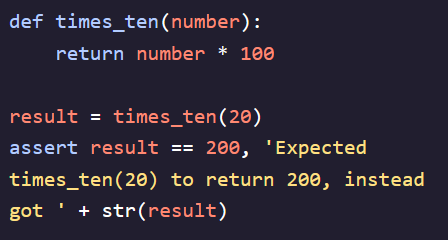 def times_ten(number):
    return number * 100

result = times_ten(20)
assert result == 200, 'Expected
times_ten(20) to return 200, instead
got ' + str(result)